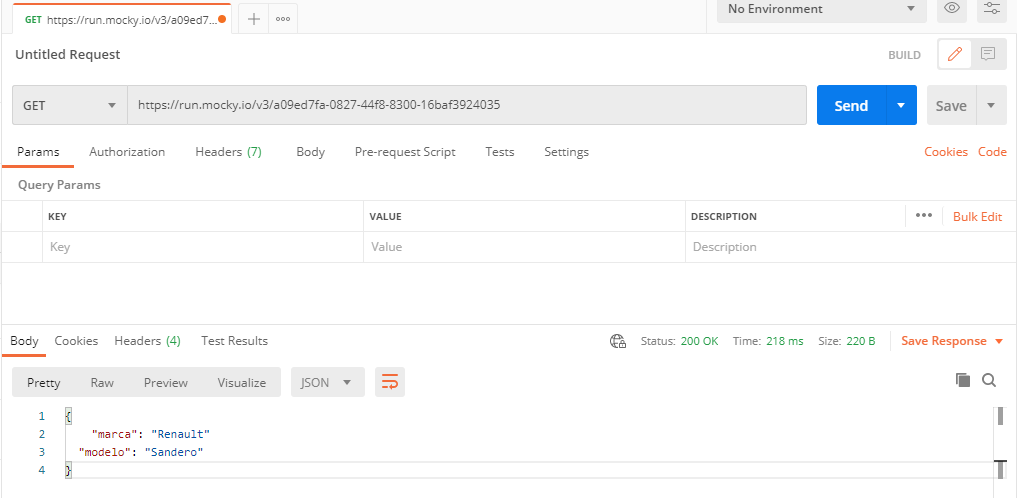 GET https://run.mocky.io/v3/a09ed7...
No Environment
Untitled Request
BUILD
GET
https://run.mocky.io/v3/a09ed7fa-0827-44f8-8300-16baf3924035
Send
Save
Params Authorization Headers (7) Body Pre-request Script Tests Settings Cookies Code
Query Params
KEY VALUE DESCRIPTION ••• Bulk Edit
Key Value Description
Body Cookies Headers (4) Test Results Status: 200 OK Time: 218 ms Size: 220 B Save Response
Pretty Raw Preview Visualize JSON
1 {
2 "marca": "Renault"
3 "modelo": "Sandero"
4 }